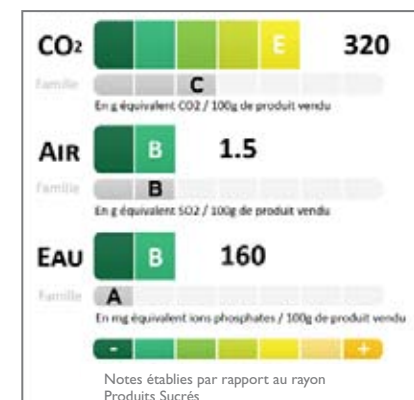 CO₂ E 320
Famille C
En g équivalent CO2 / 100g de produit vendu
AIR B 1.5
Famille B
En g équivalent SO2 / 100g de produit vendu
EAU B 160
Famille A
En mg équivalent ions phosphates / 100g de produit vendu
- +
Notes établies par rapport au rayon
Produits Sucrés